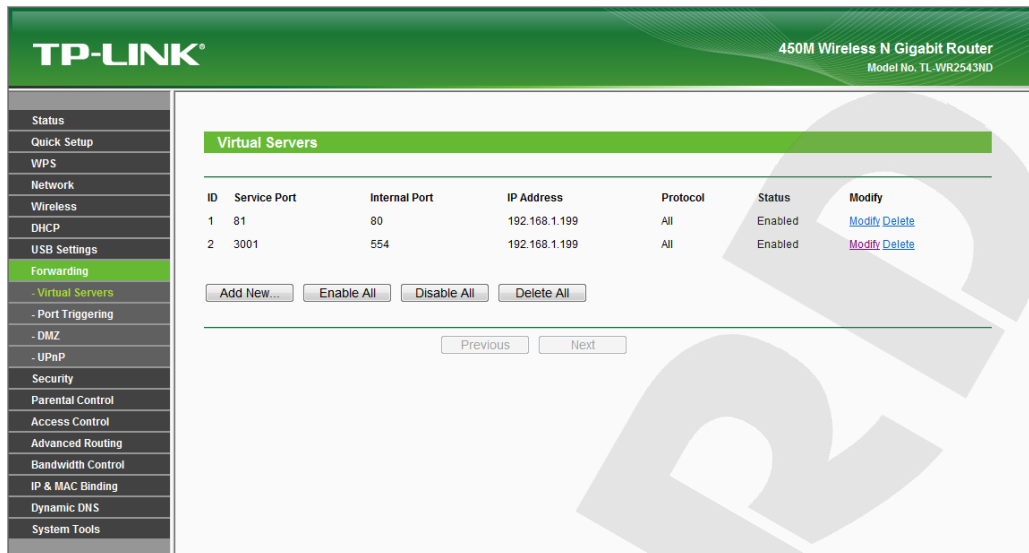 TP-LINK®
450M Wireless N Gigabit Router
Model No. TL-WR2543ND
Status
Quick Setup
WPS
Network
Wireless
DHCP
USB Settings
Forwarding
- Virtual Servers
- Port Triggering
- DMZ
- UPnP
Security
Parental Control
Access Control
Advanced Routing
Bandwidth Control
IP & MAC Binding
Dynamic DNS
System Tools
Virtual Servers
ID Service Port Internal Port IP Address Protocol Status Modify
1 81 80 192.168.1.199 All Enabled Modify Delete
2 3001 554 192.168.1.199 All Enabled Modify Delete
Add New... Enable All Disable All Delete All
Previous Next
RD